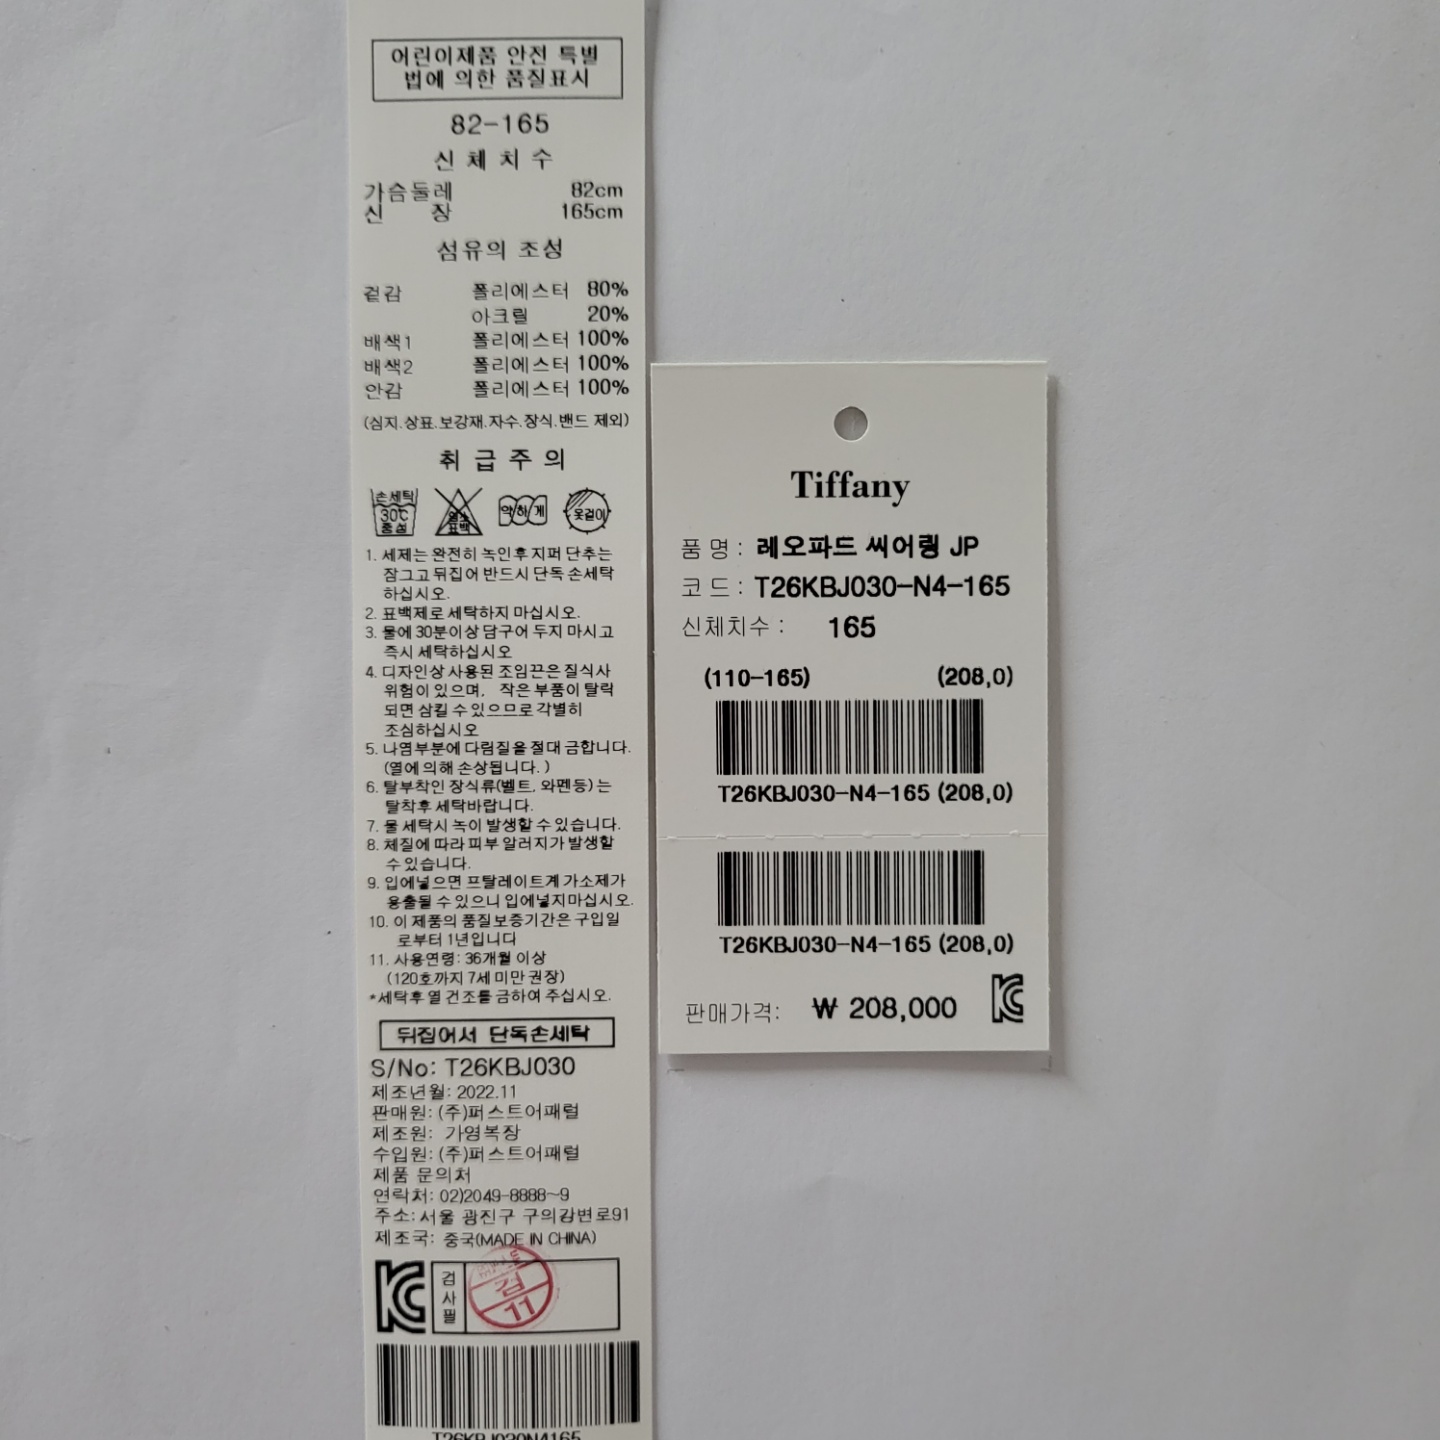 어린이제품 안전 특별
법에 의한 품질표시
82-165
신 체 치 수
가슴둘레 82cm
신 장 165cm
섬유의 조성
겉감 폴리에스터 80%
아크릴 20%
배색1 폴리에스터 100%
배색2 폴리에스터 100%
안감 폴리에스터 100%
(심지.상표.보강재.자수.장식.밴드 제외)
취 급 주 의
손세탁
30℃
중성
염소
표백
약하게
옷걸이
1. 세제는 완전히 녹인후 지퍼 단추는
잠그고 뒤집어 반드시 단독 손세탁
하십시오.
2. 표백제로 세탁하지 마십시오.
3. 물에 30분이상 담구어 두지 마시고
즉시 세탁하십시오
4. 디자인상 사용된 조임끈은 질식사
위험이 있으며, 작은 부품이 탈락
되면 삼킬 수 있으므로 각별히
조심하십시오
5. 나염부분에 다림질을 절대 금합니다.
(열에 의해 손상됩니다. )
6. 탈부착인 장식류(벨트, 와펜등) 는
탈착후 세탁바랍니다.
7. 물 세탁시 녹이 발생할 수 있습니다.
8. 체질에 따라 피부 알러지가 발생할
수 있습니다.
9. 입에넣으면 프탈레이트계 가소제가
용출될 수 있으니 입에넣지마십시오.
10. 이 제품의 품질보증기간은 구입일
로부터 1년입니다
11. 사용연령: 36개월 이상
(120호까지 7세 미만 권장)
*세탁후 열 건조를 금하여 주십시오.
뒤집어서 단독손세탁
S/No: T26KBJ030
제조년월: 2022.11
판매원: (주)퍼스트어패럴
제조원: 가영복장
수입원: (주)퍼스트어패럴
제품 문의처
연락처: 02)2049-8888~9
주소: 서울 광진구 구의강변로91
제조국: 중국(MADE IN CHINA)
검
사
필
검
11
T26KBJ030N4165
Tiffany
품 명 : 레오파드 씨어링 JP
코 드 : T26KBJ030-N4-165
신체치수 : 165
(110-165) (208,0)
T26KBJ030-N4-165 (208,0)
T26KBJ030-N4-165 (208,0)
판매가격: ₩ 208,000